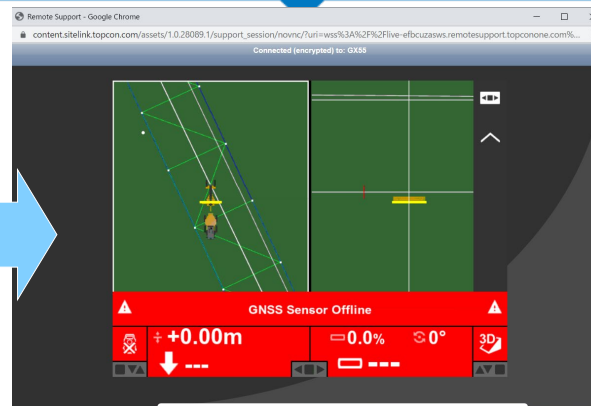 Remote Support - Google Chrome
content.sitelink.topcon.com/assets/1.0.28089.1/support_session/novnc/?uri=wss%3A%2F%2Flive-efbcuzasws.remotesupport.topconone.com%...
Connected (encrypted) to: GX55
GNSS Sensor Offline
+0.00m
0.0%
0°
3D
---
---